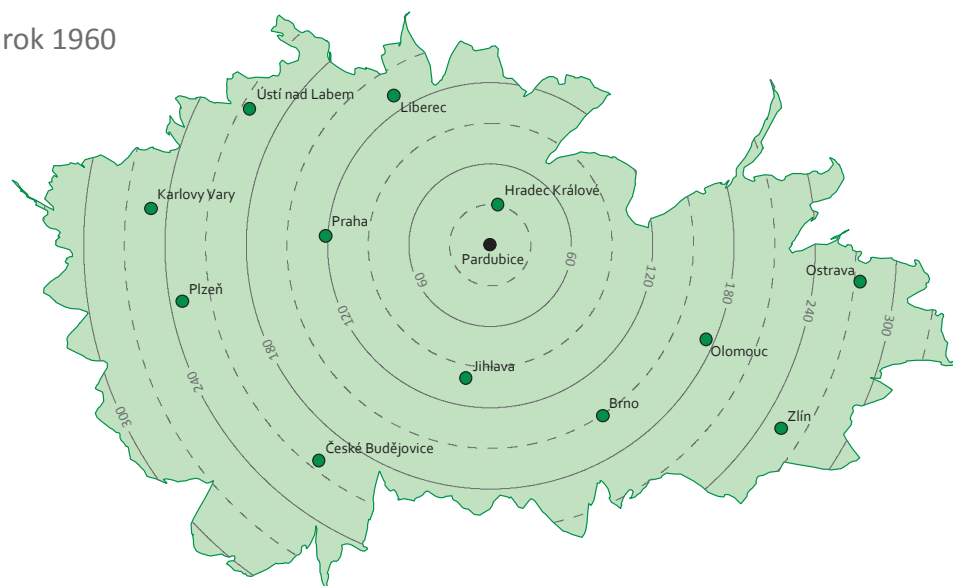 rok 1960
Ústí nad Labem
Liberec
Karlovy Vary
Hradec Králové
Praha
Pardubice
Ostrava
Plzeň
60
60
120
120
180
180
240
240
300
300
Olomouc
Jihlava
Brno
Zlín
České Budějovice